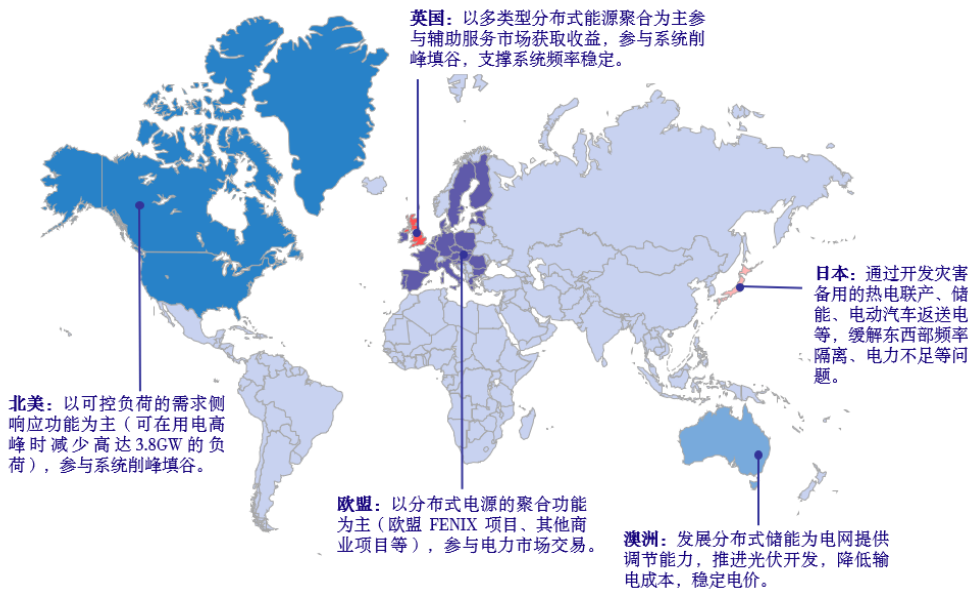 英国：以多类型分布式能源聚合为主参
与辅助服务市场获取收益，参与系统削
峰填谷，支撑系统频率稳定。
日本：通过开发灾害
备用的热电联产、储
能、电动汽车返送电
等，缓解东西部频率
隔离、电力不足等问
题。
北美：以可控负荷的需求侧
响应功能为主（可在用电高
峰时减少高达3.8GW的负
荷），参与系统削峰填谷。
欧盟：以分布式电源的聚合功能
为主（欧盟 FENIX 项目、其他商
业项目等），参与电力市场交易。
澳洲：发展分布式储能为电网提供
调节能力，推进光伏开发，降低输
电成本，稳定电价。